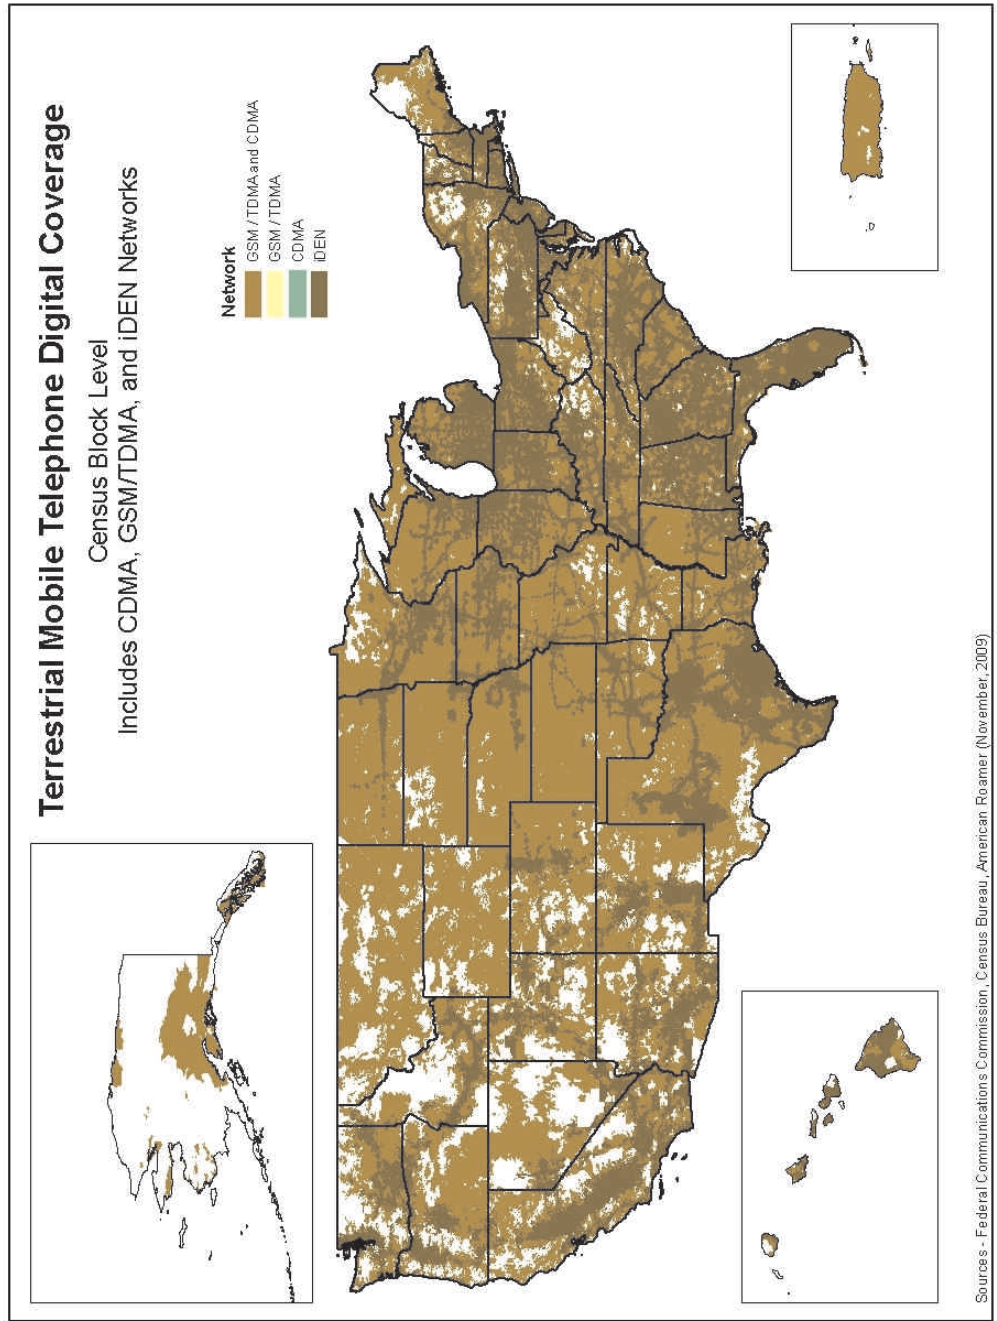 Terrestrial Mobile Telephone Digital Coverage
Census Block Level
Includes CDMA, GSM/TDMA, and iDEN Networks
Network
GSM / TDMA and CDMA
GSM / TDMA
CDMA
iDEN
Sources - Federal Communications Commission, Census Bureau, American Roamer (November, 2009)